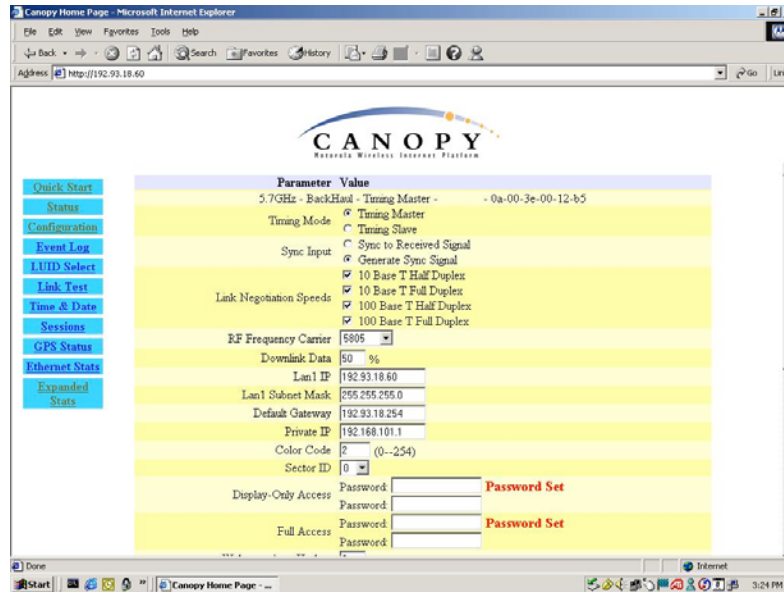 Canopy Home Page - Microsoft Internet Explorer
File Edit View Favorites Tools Help
Back Search Favorites History
Address http://192.93.18.60 Go
CANOPY
Motorola Wireless Internet Platform
Quick Start
Status
Configuration
Event Log
LUID Select
Link Test
Time & Date
Sessions
GPS Status
Ethernet Stats
Expanded
Stats
Parameter Value
5.7GHz - BackHaul - Timing Master - - 0a-00-3e-00-12-b5
Timing Mode Timing Master
Timing Slave
Sync Input Sync to Received Signal
Generate Sync Signal
Link Negotiation Speeds 10 Base T Half Duplex
10 Base T Full Duplex
100 Base T Half Duplex
100 Base T Full Duplex
RF Frequency Carrier 5805
Downlink Data 50 %
Lan1 IP 192.93.18.60
Lan1 Subnet Mask 255.255.255.0
Default Gateway 192.93.18.254
Private IP 192.168.101.1
Color Code 2 (0--254)
Sector ID 0
Display-Only Access Password: Password Set
Password:
Full Access Password: Password Set
Password:
Done Internet
Start Canopy Home Page - ... 3:24 PM